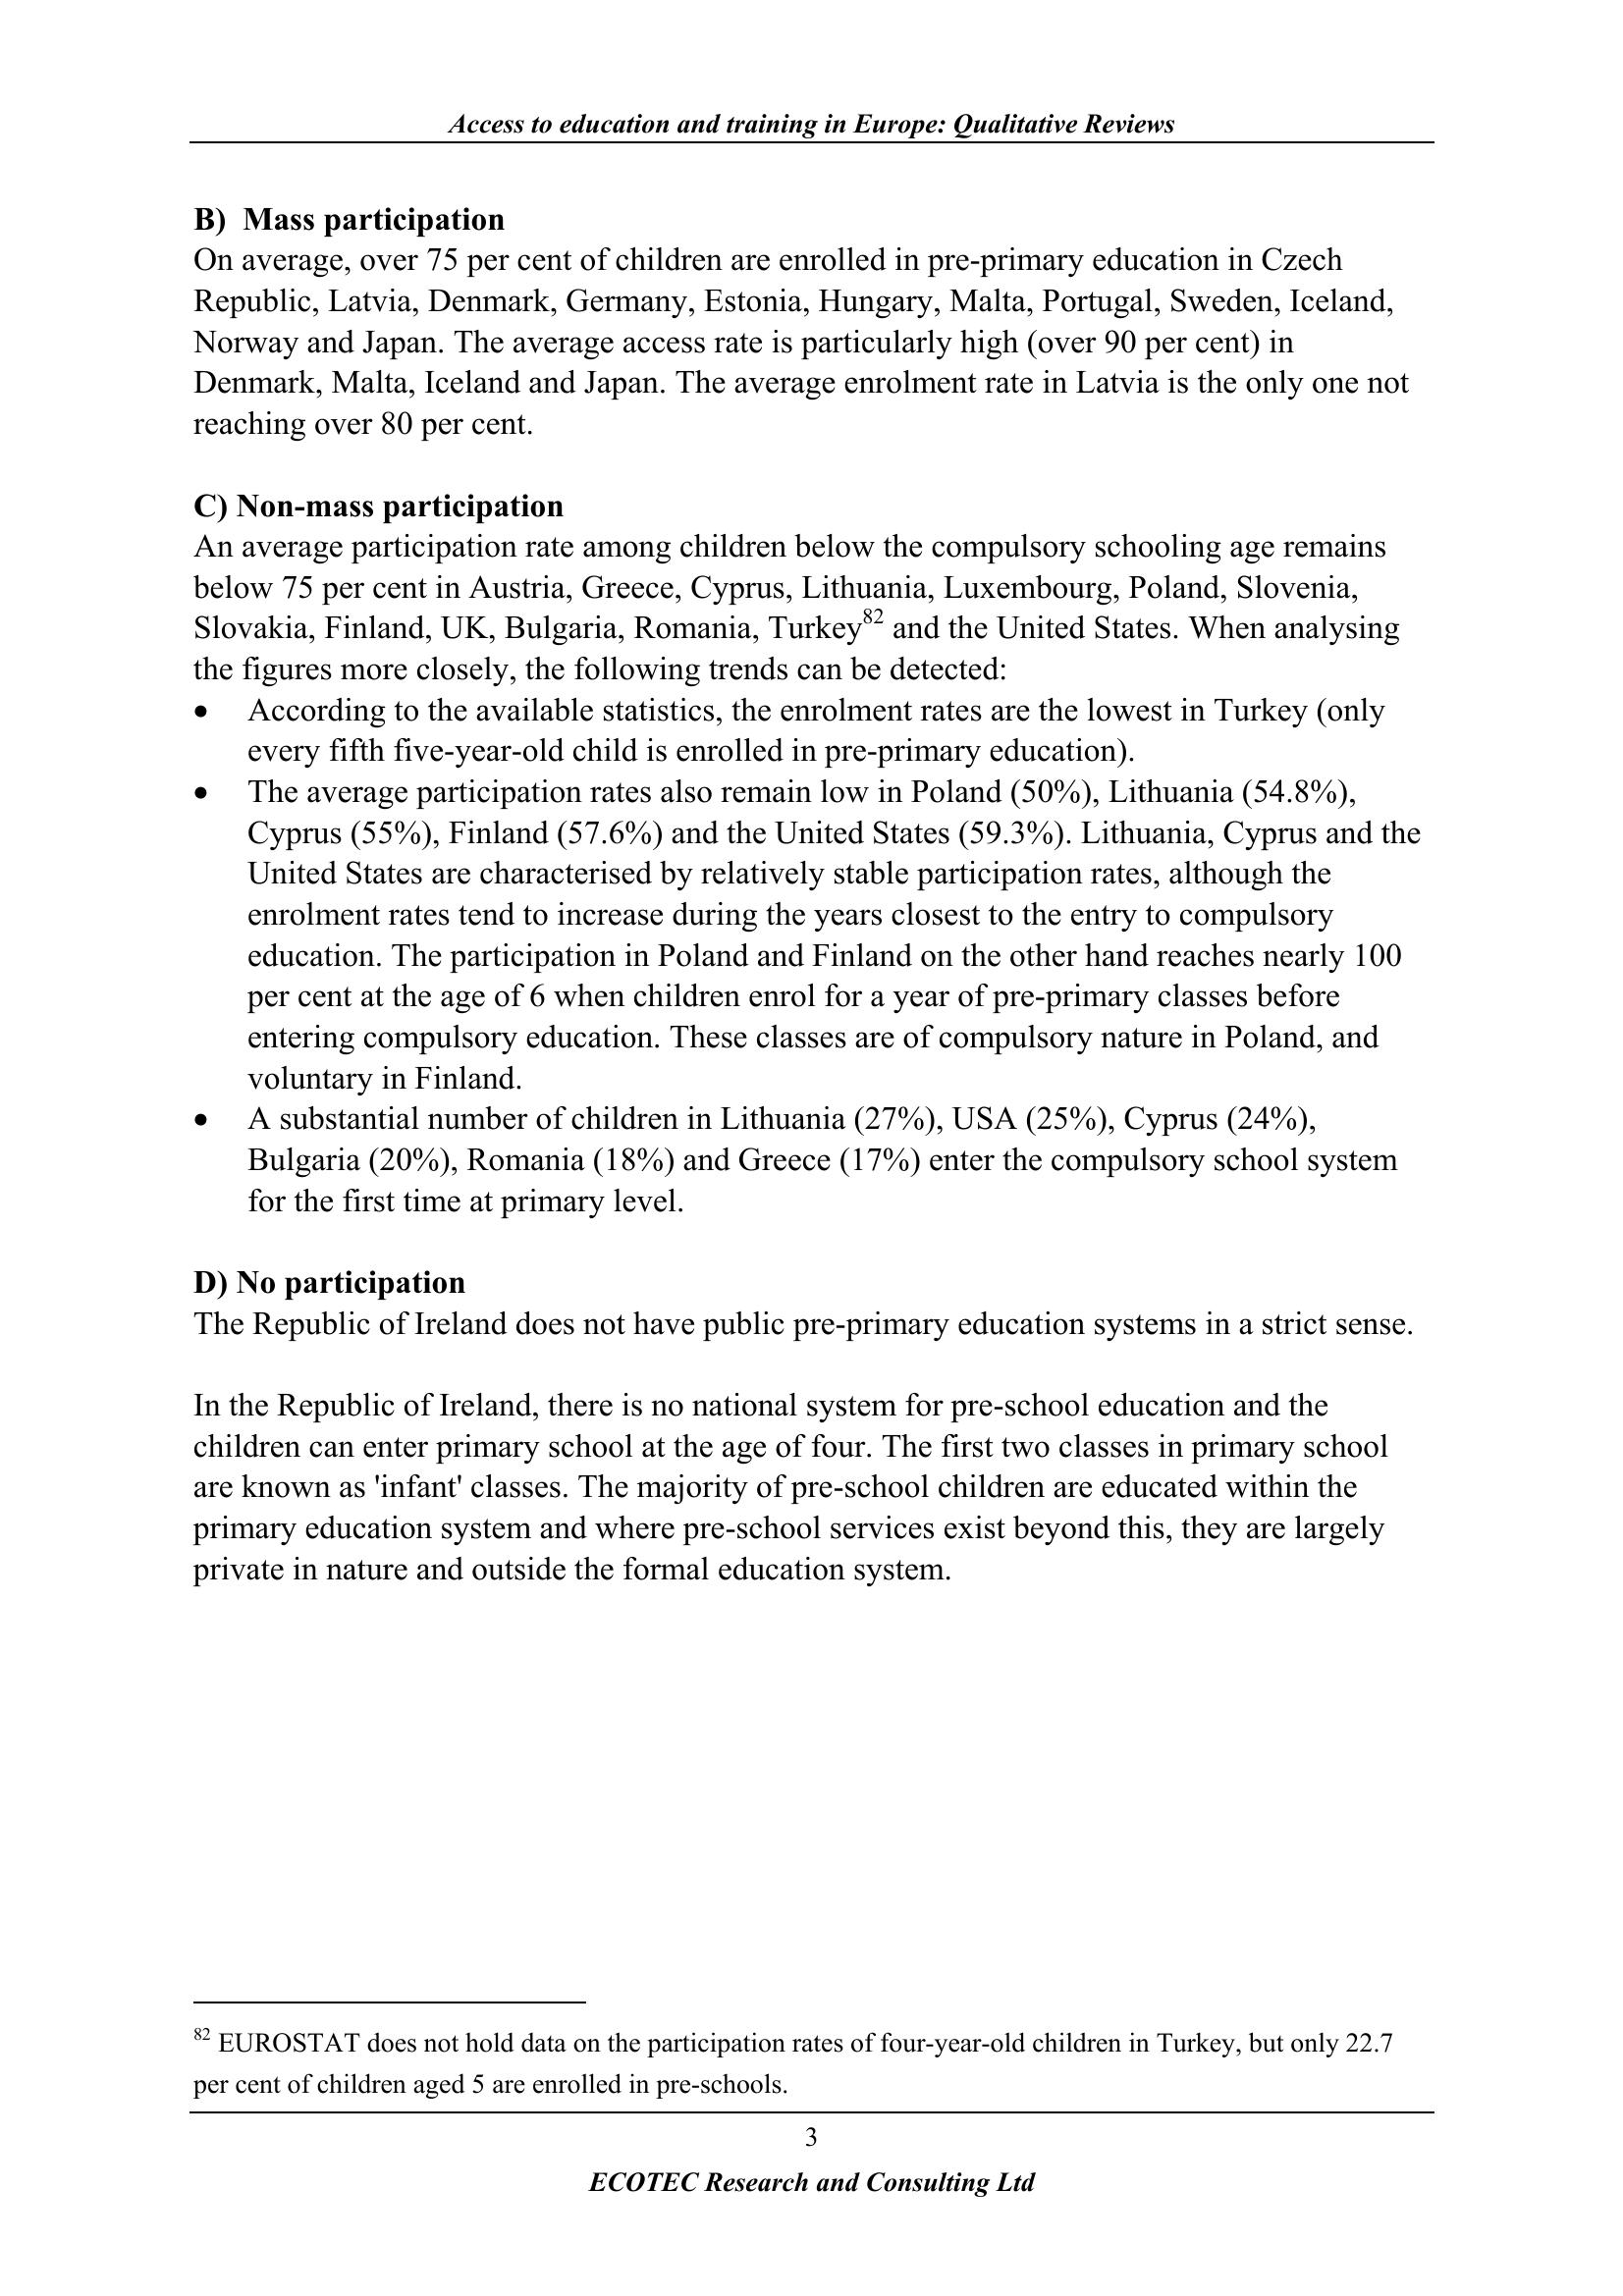 Access to education and training in Europe: Qualitative Reviews
B)  Mass participation
On average, over 75 per cent of children are enrolled in pre-primary education in Czech
Republic, Latvia, Denmark, Germany, Estonia, Hungary, Malta, Portugal, Sweden, Iceland,
Norway and Japan. The average access rate is particularly high (over 90 per cent) in
Denmark, Malta, Iceland and Japan. The average enrolment rate in Latvia is the only one not
reaching over 80 per cent.
C) Non-mass participation
An average participation rate among children below the compulsory schooling age remains
below 75 per cent in Austria, Greece, Cyprus, Lithuania, Luxembourg, Poland, Slovenia,
Slovakia, Finland, UK, Bulgaria, Romania, Turkey82 and the United States. When analysing
the figures more closely, the following trends can be detected:
• According to the available statistics, the enrolment rates are the lowest in Turkey (only
every fifth five-year-old child is enrolled in pre-primary education).
• The average participation rates also remain low in Poland (50%), Lithuania (54.8%),
Cyprus (55%), Finland (57.6%) and the United States (59.3%). Lithuania, Cyprus and the
United States are characterised by relatively stable participation rates, although the
enrolment rates tend to increase during the years closest to the entry to compulsory
education. The participation in Poland and Finland on the other hand reaches nearly 100
per cent at the age of 6 when children enrol for a year of pre-primary classes before
entering compulsory education. These classes are of compulsory nature in Poland, and
voluntary in Finland.
• A substantial number of children in Lithuania (27%), USA (25%), Cyprus (24%),
Bulgaria (20%), Romania (18%) and Greece (17%) enter the compulsory school system
for the first time at primary level.
D) No participation
The Republic of Ireland does not have public pre-primary education systems in a strict sense.
In the Republic of Ireland, there is no national system for pre-school education and the
children can enter primary school at the age of four. The first two classes in primary school
are known as 'infant' classes. The majority of pre-school children are educated within the
primary education system and where pre-school services exist beyond this, they are largely
private in nature and outside the formal education system.
82 EUROSTAT does not hold data on the participation rates of four-year-old children in Turkey, but only 22.7
per cent of children aged 5 are enrolled in pre-schools.
3
ECOTEC Research and Consulting Ltd